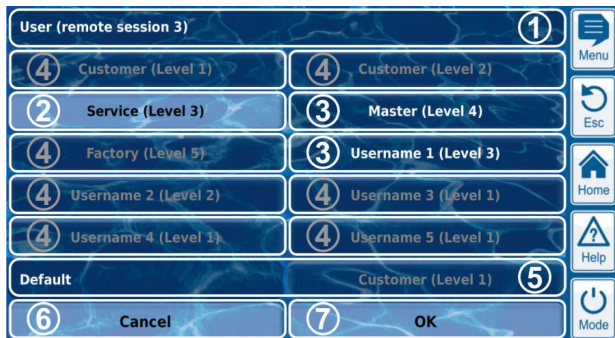 User (remote session 3) 1
Menu
4 Customer (Level 1) 4 Customer (Level 2)
2 Service (Level 3) 3 Master (Level 4)
Esc
4 Factory (Level 5) 3 Username 1 (Level 3)
Home
4 Username 2 (Level 2) 4 Username 3 (Level 1)
4 Username 4 (Level 1) 4 Username 5 (Level 1)
?
Help
Default Customer (Level 1) 5
6 Cancel 7 OK
Mode